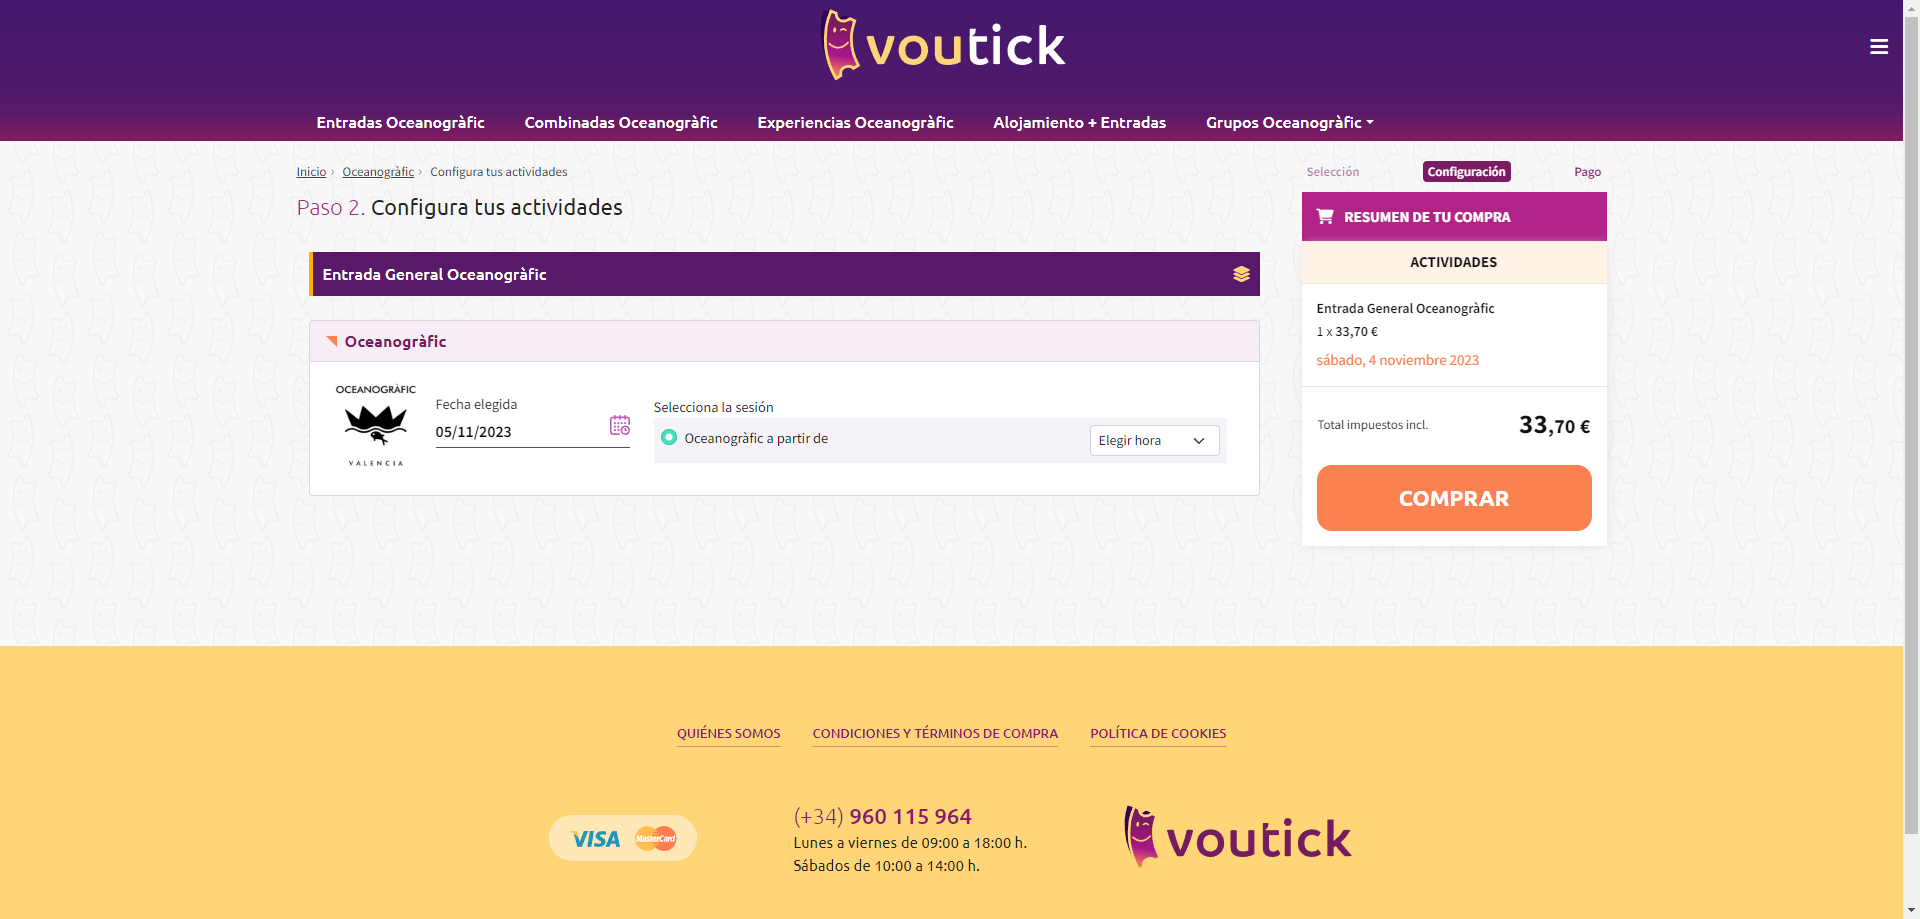 voutick
Entradas Oceanogràfic
Combinadas Oceanogràfic
Experiencias Oceanogràfic
Alojamiento + Entradas
Grupos Oceanogràfic
Inicio › Oceanogràfic › Configura tus actividades
Paso 2. Configura tus actividades
Entrada General Oceanogràfic
Oceanogràfic
OCEANOGRÀFIC
VALENCIA
Fecha elegida
05/11/2023
Selecciona la sesión
Oceanogràfic a partir de
Elegir hora
Selección
Configuración
Pago
RESUMEN DE TU COMPRA
ACTIVIDADES
Entrada General Oceanogràfic
1 x 33,70 €
sábado, 4 noviembre 2023
Total impuestos incl.
33,70 €
COMPRAR
QUIÉNES SOMOS
CONDICIONES Y TÉRMINOS DE COMPRA
POLÍTICA DE COOKIES
VISA
MasterCard
(+34) 960 115 964
Lunes a viernes de 09:00 a 18:00 h.
Sábados de 10:00 a 14:00 h.
voutick